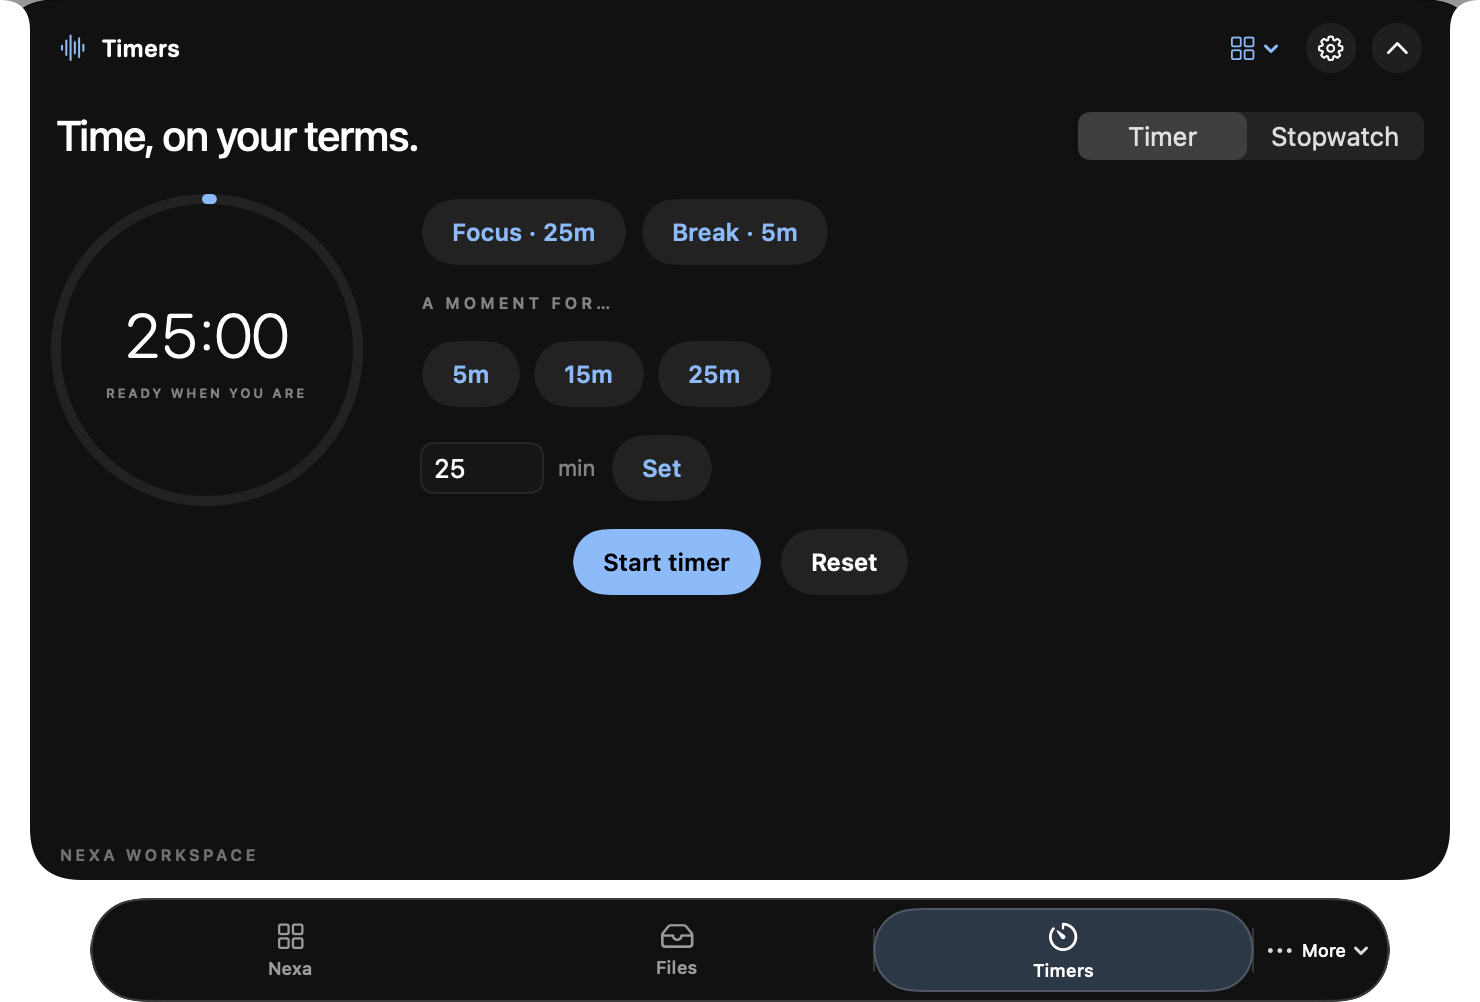 Timers
Time, on your terms.
Timer Stopwatch
Focus · 25m Break · 5m
A MOMENT FOR…
25:00
READY WHEN YOU ARE
5m 15m 25m
25 min Set
Start timer Reset
NEXA WORKSPACE
Nexa Files Timers ··· More